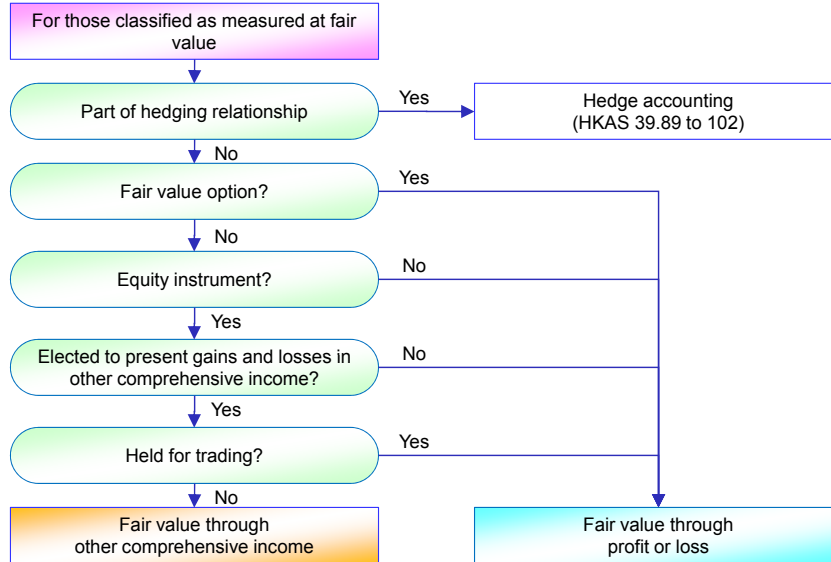 For those classified as measured at fair
value
Part of hedging relationship
Yes
Hedge accounting
(HKAS 39.89 to 102)
No
Fair value option?
Yes
No
Equity instrument?
No
Yes
Elected to present gains and losses in
other comprehensive income?
No
Yes
Held for trading?
Yes
No
Fair value through
other comprehensive income
Fair value through
profit or loss